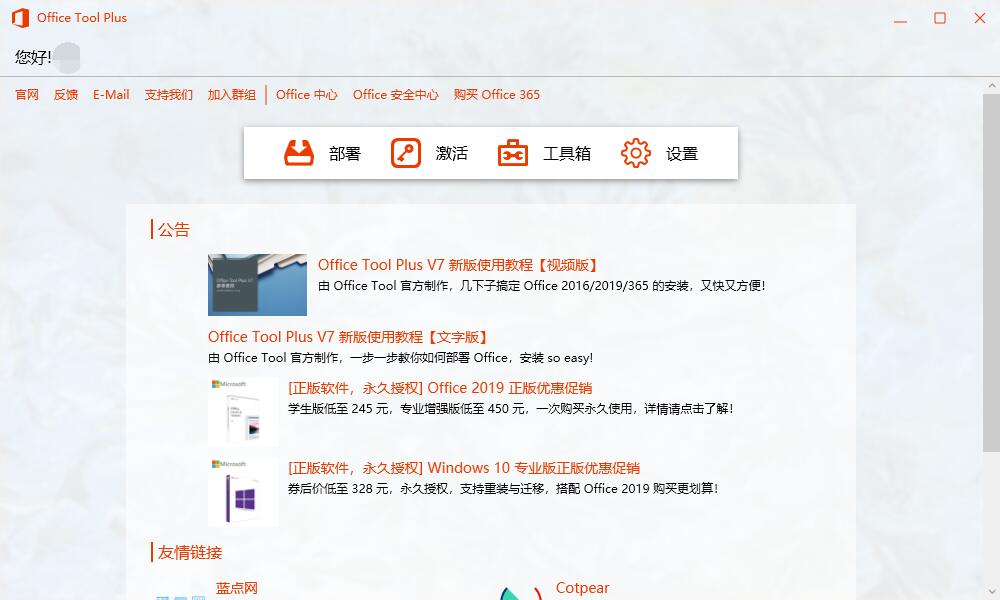 Office Tool Plus
您好!
官网 反馈 E-Mail 支持我们 加入群组 Office 中心 Office 安全中心 购买 Office 365
部署 激活 工具箱 设置
公告
Office Tool Plus V7 新版使用教程【视频版】
由 Office Tool 官方制作，几下子搞定 Office 2016/2019/365 的安装，又快又方便!
Office Tool Plus V7 新版使用教程【文字版】
由 Office Tool 官方制作，一步一步教你如何部署 Office，安装 so easy!
Microsoft
[正版软件，永久授权] Office 2019 正版优惠促销
学生版低至 245 元，专业增强版低至 450 元，一次购买永久使用，详情请点击了解!
Microsoft
[正版软件，永久授权] Windows 10 专业版正版优惠促销
券后价低至 328 元，永久授权，支持重装与迁移，搭配 Office 2019 购买更划算!
友情链接
蓝点网
Cotpear